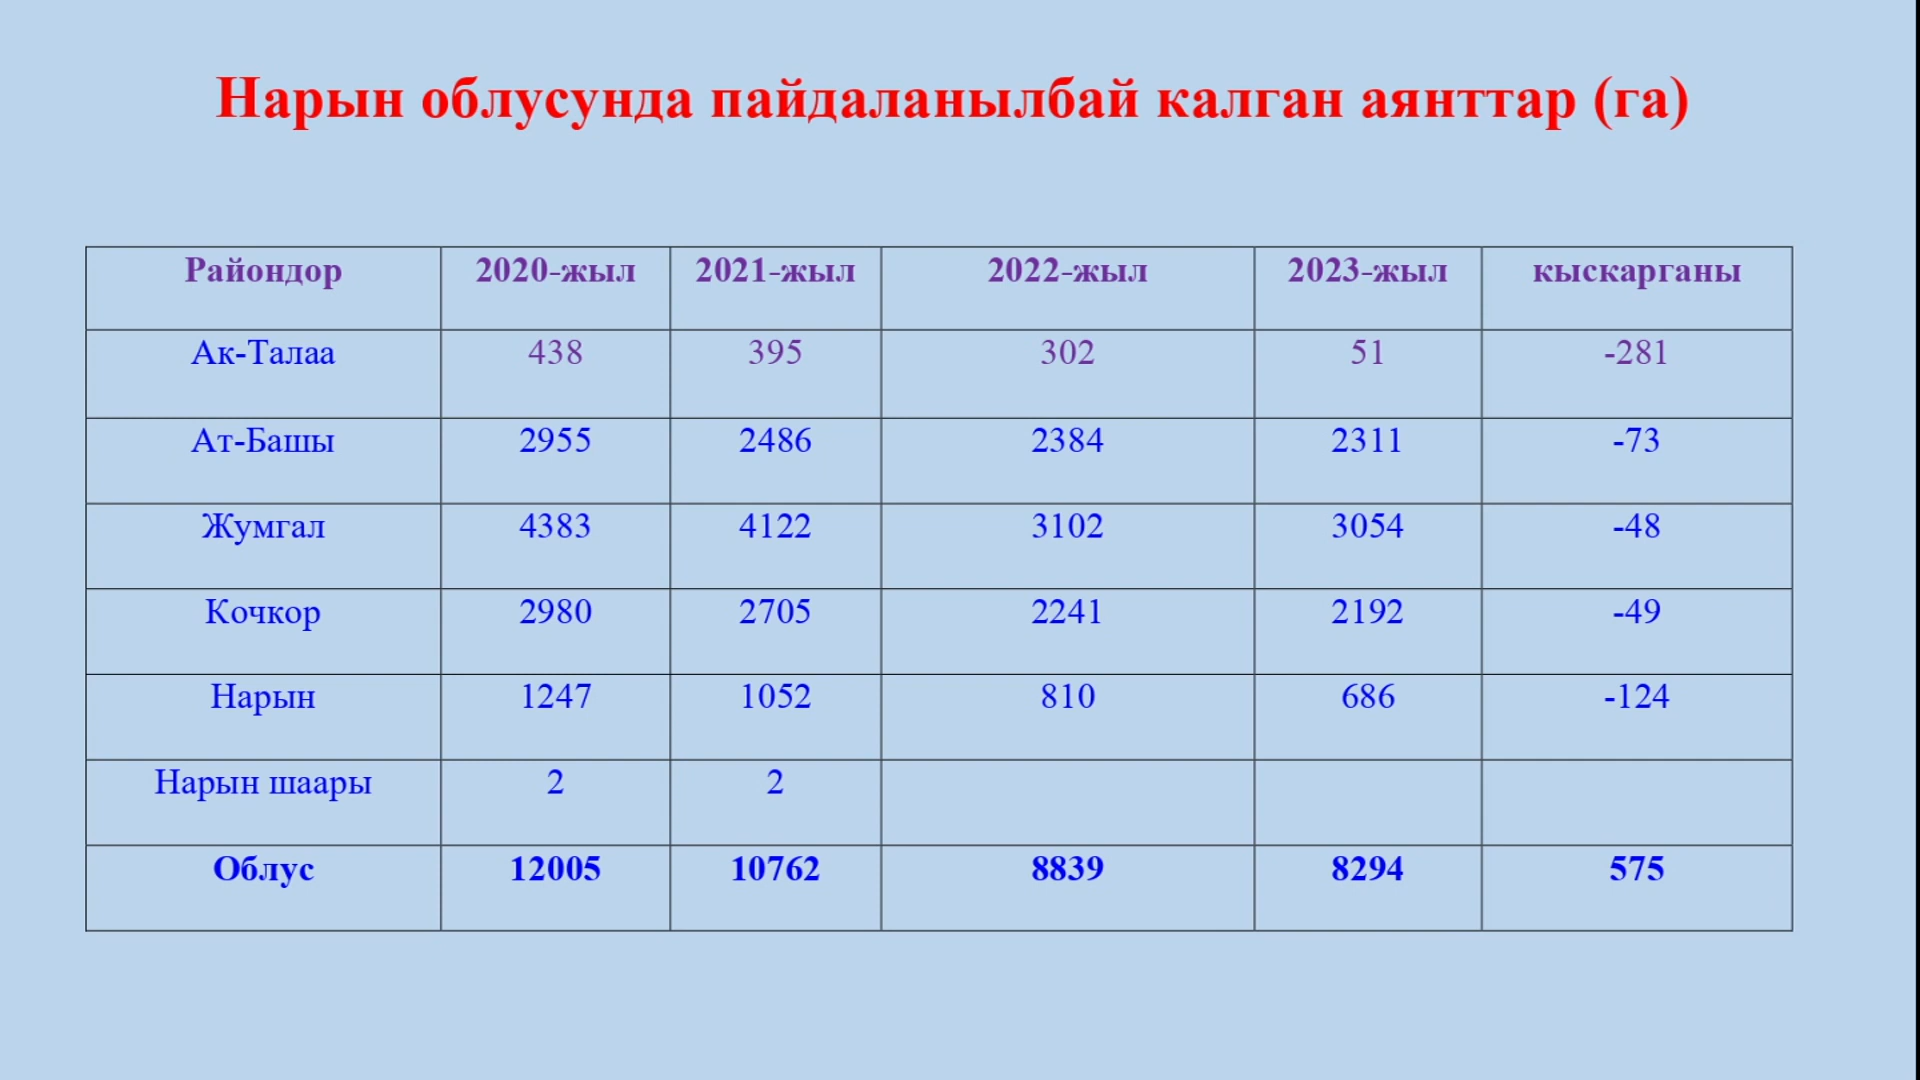 Нарын облусунда пайдаланылбай калган аянттар (га)
Райондор 2020-жыл 2021-жыл 2022-жыл 2023-жыл кыскарганы
Ак-Талаа 438 395 302 51 -281
Ат-Башы 2955 2486 2384 2311 -73
Жумгал 4383 4122 3102 3054 -48
Кочкор 2980 2705 2241 2192 -49
Нарын 1247 1052 810 686 -124
Нарын шаары 2 2
Облус 12005 10762 8839 8294 575